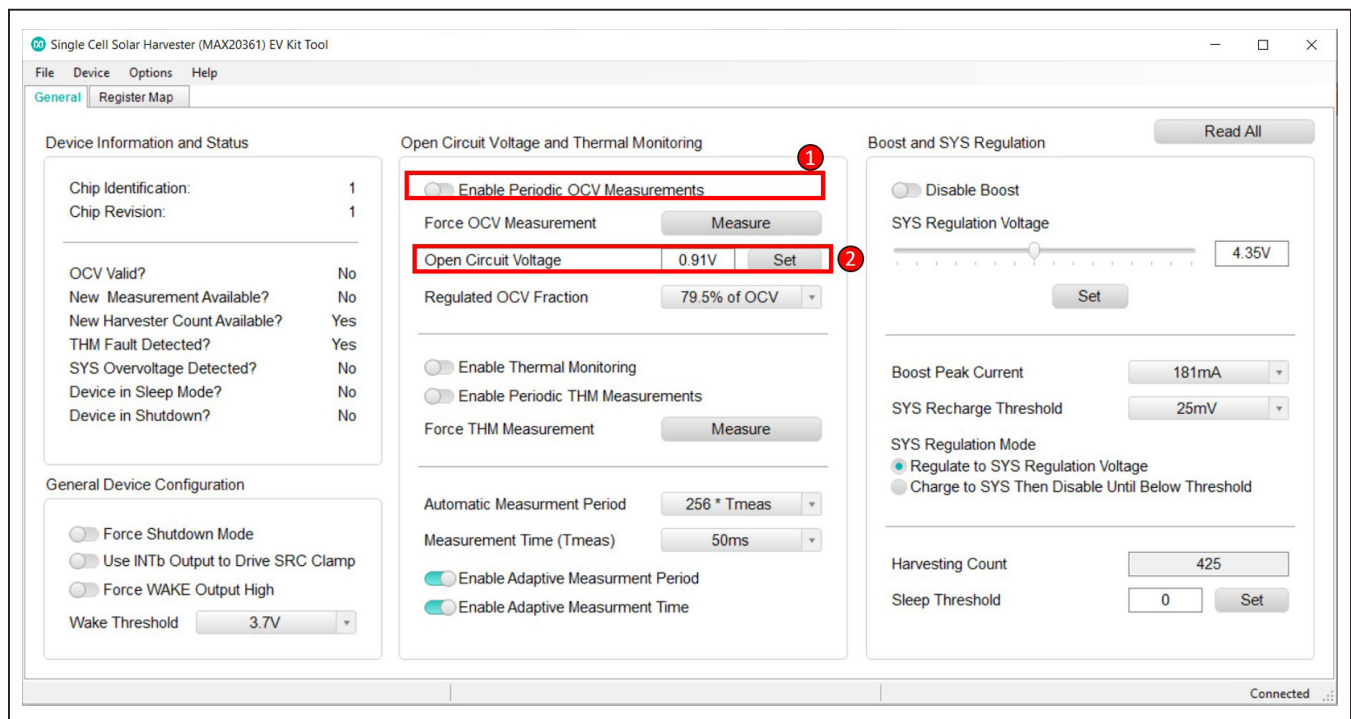 Single Cell Solar Harvester (MAX20361) EV Kit Tool
File Device Options Help
General Register Map
Read All
Device Information and Status
Chip Identification: 1
Chip Revision: 1
OCV Valid? No
New Measurement Available? No
New Harvester Count Available? Yes
THM Fault Detected? Yes
SYS Overvoltage Detected? No
Device in Sleep Mode? No
Device in Shutdown? No
General Device Configuration
Force Shutdown Mode
Use INTb Output to Drive SRC Clamp
Force WAKE Output High
Wake Threshold 3.7V
Open Circuit Voltage and Thermal Monitoring
1
Enable Periodic OCV Measurements
Force OCV Measurement Measure
Open Circuit Voltage 0.91V Set 2
Regulated OCV Fraction 79.5% of OCV
Enable Thermal Monitoring
Enable Periodic THM Measurements
Force THM Measurement Measure
Automatic Measurment Period 256 * Tmeas
Measurement Time (Tmeas) 50ms
Enable Adaptive Measurment Period
Enable Adaptive Measurment Time
Boost and SYS Regulation
Disable Boost
SYS Regulation Voltage
4.35V
Set
Boost Peak Current 181mA
SYS Recharge Threshold 25mV
SYS Regulation Mode
Regulate to SYS Regulation Voltage
Charge to SYS Then Disable Until Below Threshold
Harvesting Count 425
Sleep Threshold 0 Set
Connected